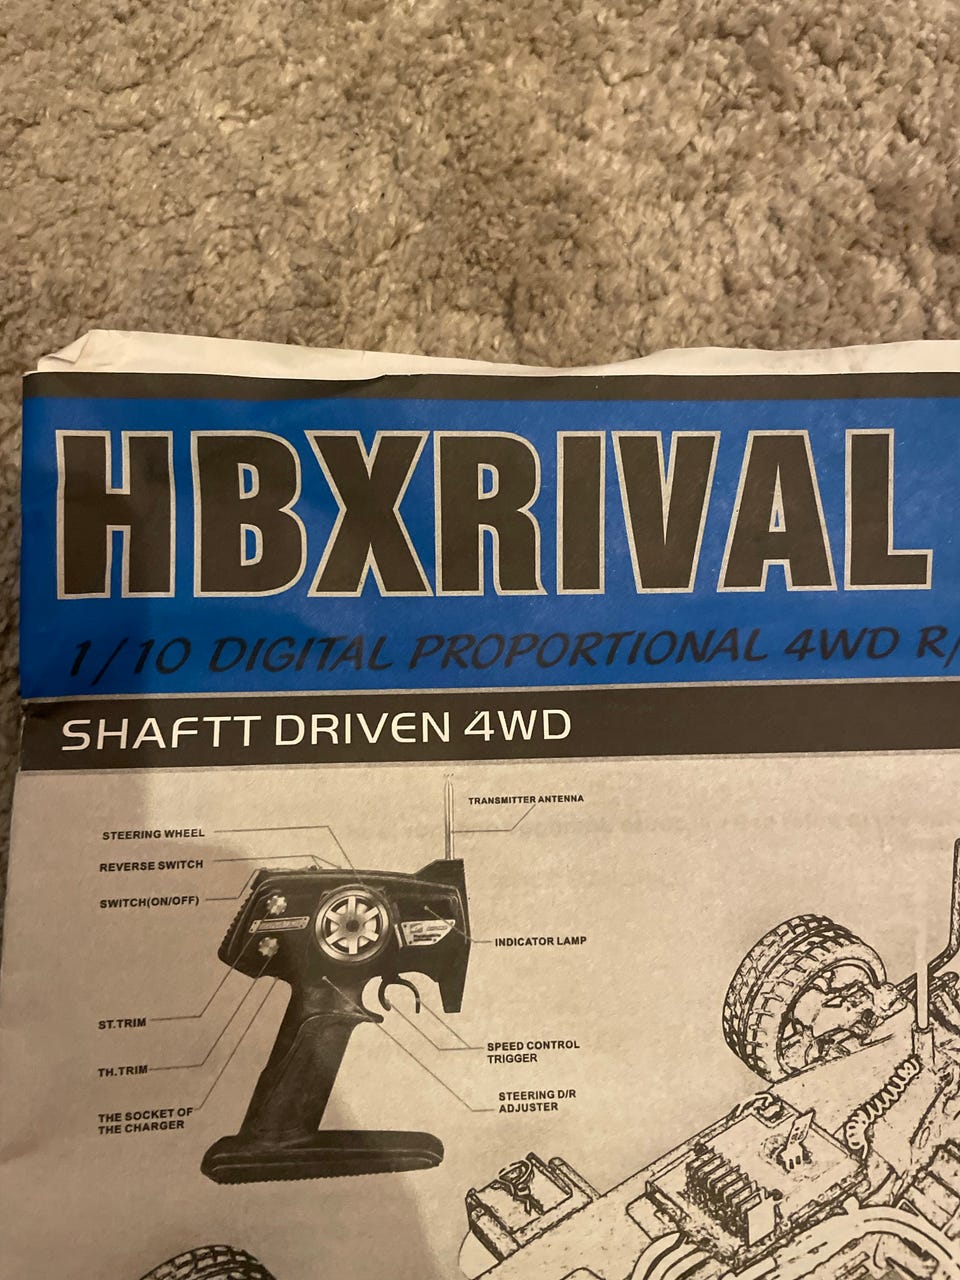 HBXRIVAL
1/10 DIGITAL PROPORTIONAL 4WD R/
SHAFTT DRIVEN 4WD
TRANSMITTER ANTENNA
STEERING WHEEL
REVERSE SWITCH
SWITCH(ON/OFF)
INDICATOR LAMP
ST.TRIM
SPEED CONTROL
TRIGGER
TH.TRIM
STEERING D/R
ADJUSTER
THE SOCKET OF
THE CHARGER